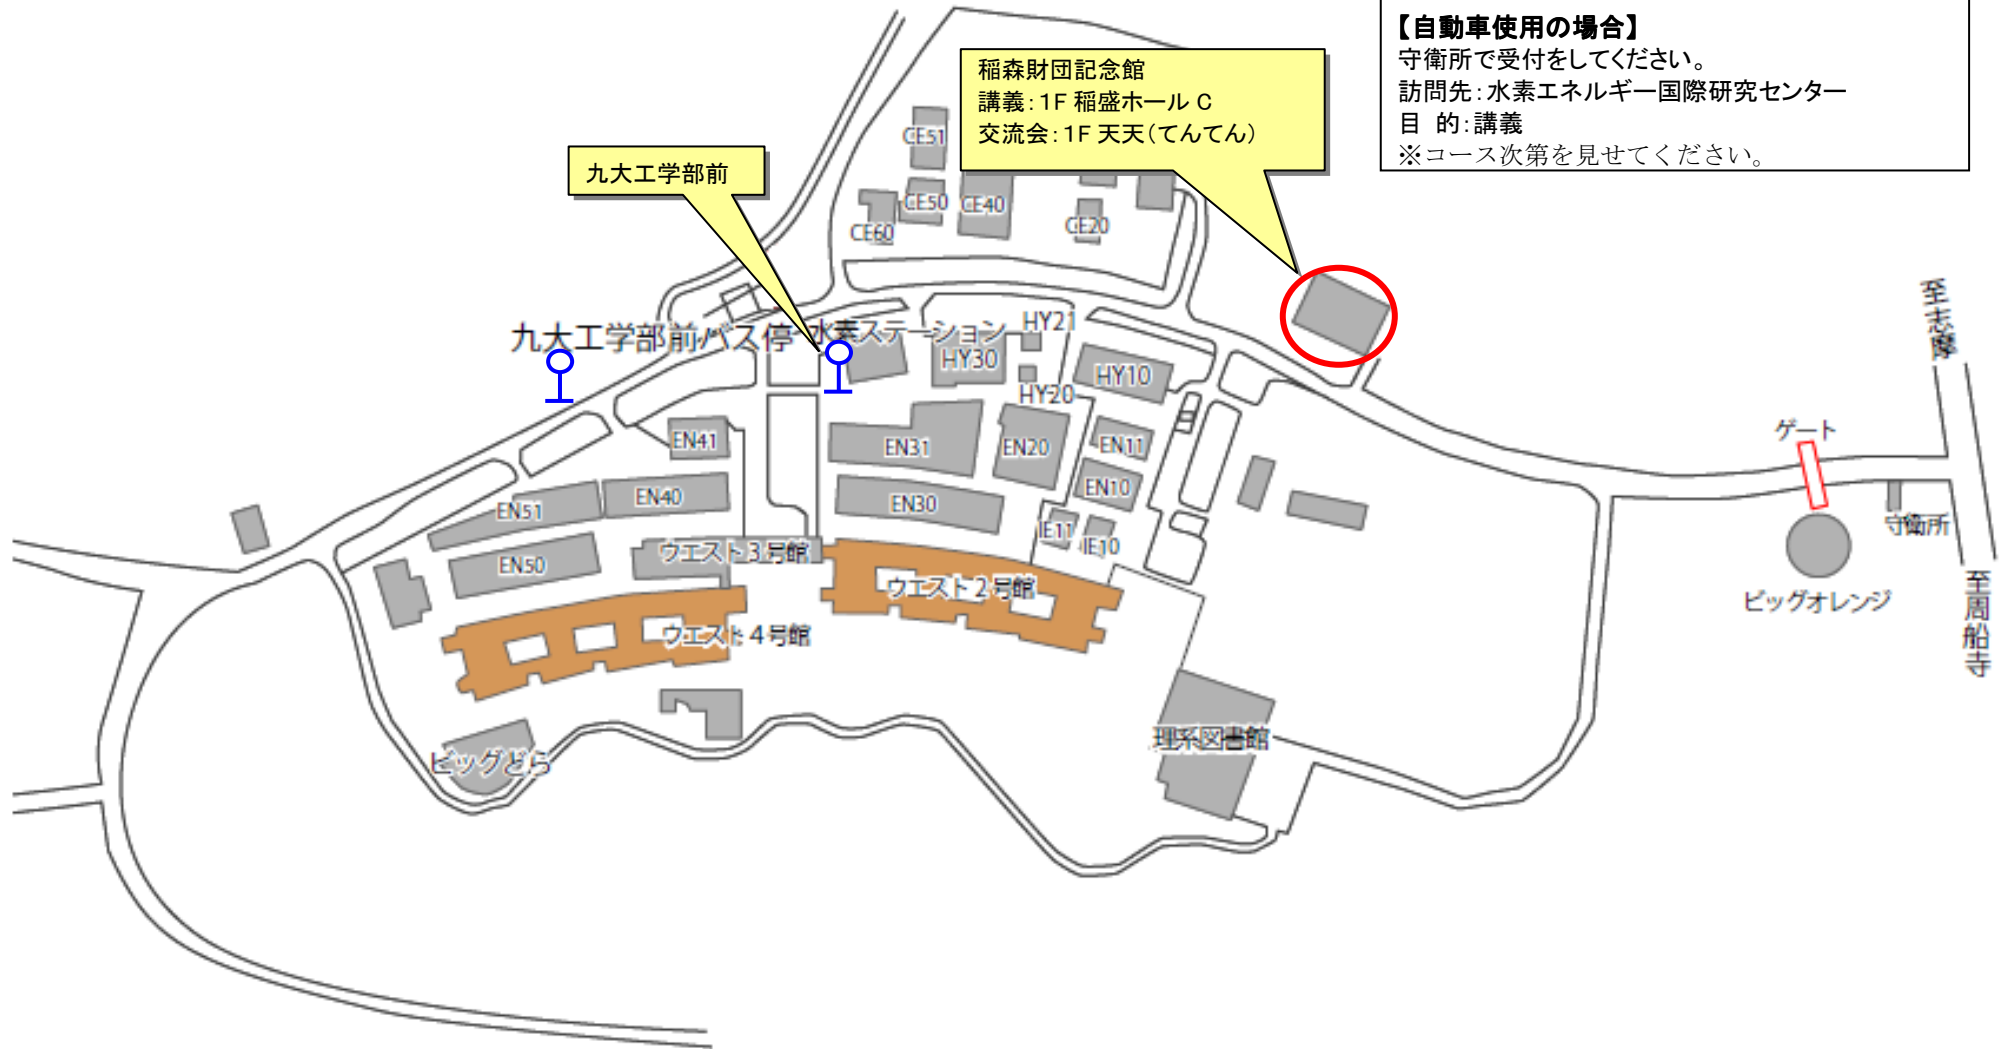 【自動車使用の場合】
守衛所で受付をしてください。
訪問先：水素エネルギー国際研究センター
目 的：講義
※コース次第を見せてください。
稲森財団記念館
講義：1F 稲盛ホール C
交流会：1F 天天（てんてん）
九大工学部前
CE51
CE50
CE40
CE60
CE20
九大工学部前バス停
水素ステーション
HY21
HY30
HY10
HY20
EN41
EN31
EN20
EN11
EN10
EN40
EN51
EN30
IE11
IE10
EN50
ウエスト3号館
ウエスト2号館
ウエスト4号館
ビッグどら
理系図書館
ゲート
守衛所
ビッグオレンジ
至志摩
至周船寺